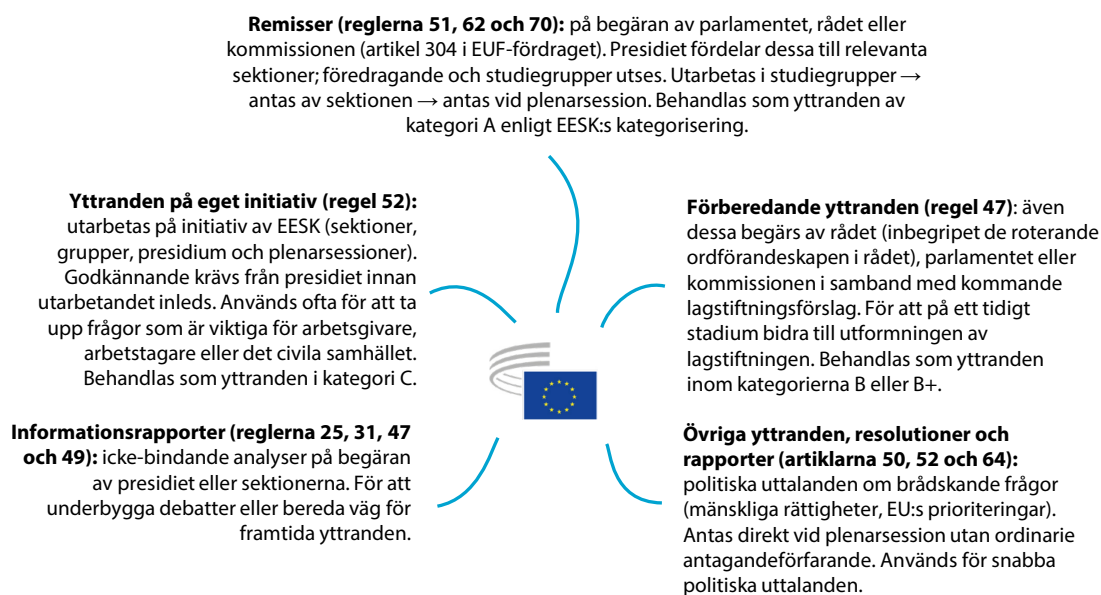 Remisser (reglerna 51, 62 och 70): på begäran av parlamentet, rådet eller
kommissionen (artikel 304 i EUF-fördraget). Presidiet fördelar dessa till relevanta
sektioner; föredragande och studiegrupper utses. Utarbetas i studiegrupper →
antas av sektionen → antas vid plenarsession. Behandlas som yttranden av
kategori A enligt EESK:s kategorisering.
Yttranden på eget initiativ (regel 52):
utarbetas på initiativ av EESK (sektioner,
grupper, presidium och plenarsessioner).
Godkännande krävs från presidiet innan
utarbetandet inleds. Används ofta för att ta
upp frågor som är viktiga för arbetsgivare,
arbetstagare eller det civila samhället.
Behandlas som yttranden i kategori C.
Förberedande yttranden (regel 47): även
dessa begärs av rådet (inbegripet de roterande
ordförandeskapen i rådet), parlamentet eller
kommissionen i samband med kommande
lagstiftningsförslag. För att på ett tidigt
stadium bidra till utformningen av
lagstiftningen. Behandlas som yttranden
inom kategorierna B eller B+.
Informationsrapporter (reglerna 25, 31, 47
och 49): icke-bindande analyser på begäran
av presidiet eller sektionerna. För att
underbygga debatter eller bereda väg för
framtida yttranden.
Övriga yttranden, resolutioner och
rapporter (artiklarna 50, 52 och 64):
politiska uttalanden om brådskande frågor
(mänskliga rättigheter, EU:s prioriteringar).
Antas direkt vid plenarsession utan ordinarie
antagandeförfarande. Används för snabba
politiska uttalanden.